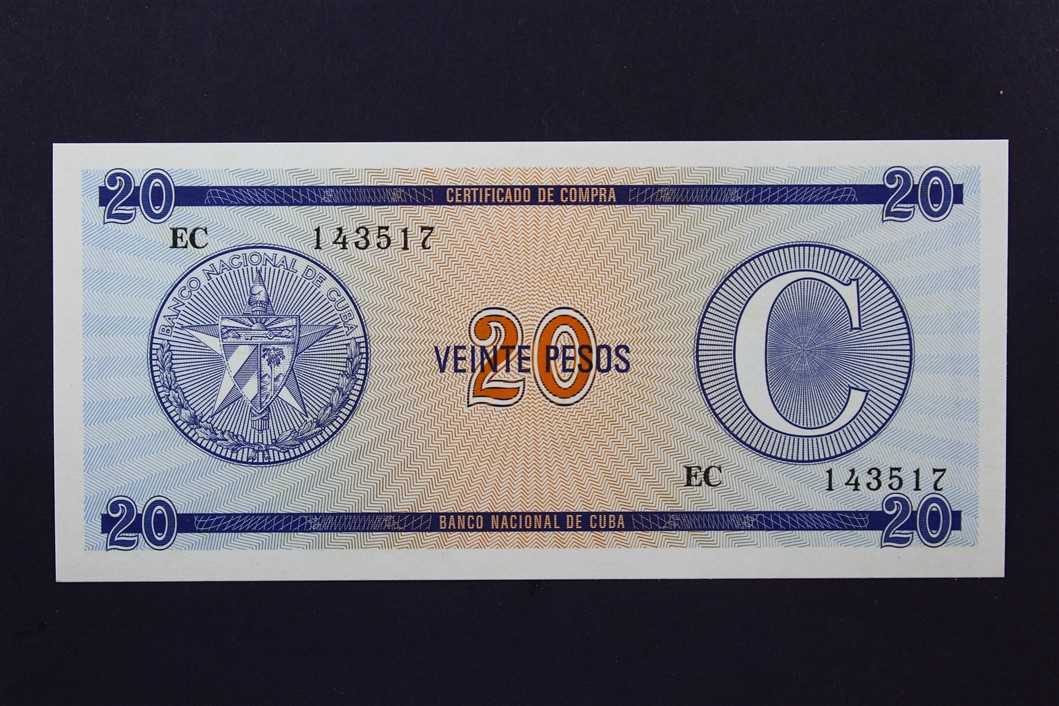 20 CERTIFICADO DE COMPRA 20
EC 143517
BANCO NACIONAL DE CUBA
C
20
VEINTE PESOS
EC 143517
20 BANCO NACIONAL DE CUBA 20